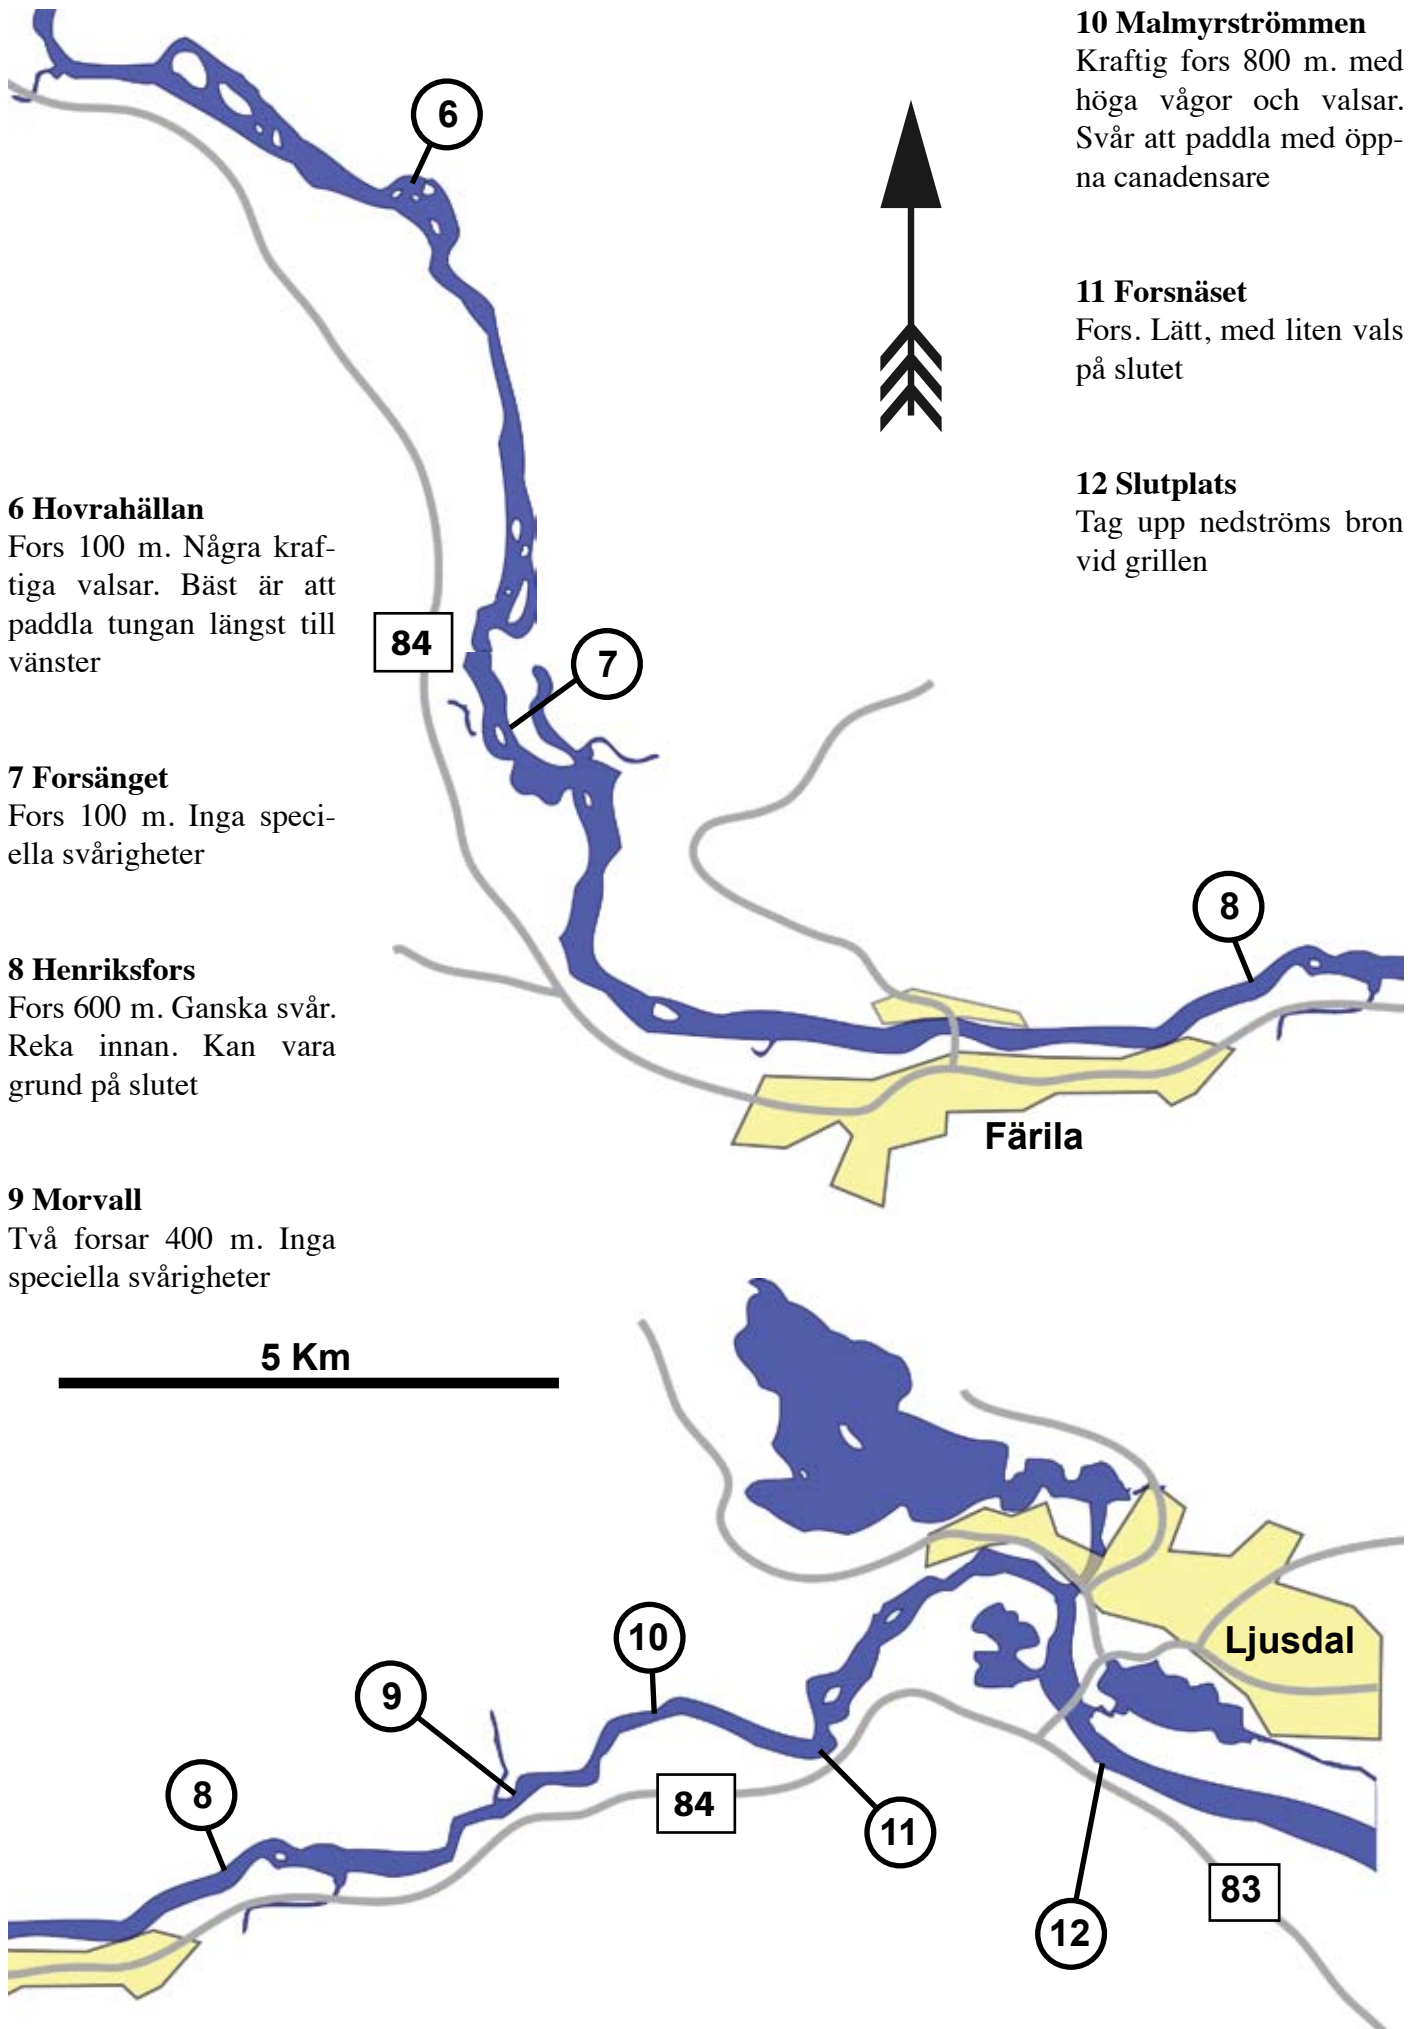 10 Malmyrströmmen
Kraftig fors 800 m. med
höga vågor och valsar.
Svår att paddla med öpp-
na canadensare
6
11 Forsnäset
Fors. Lätt, med liten vals
på slutet
12 Slutplats
Tag upp nedströms bron
vid grillen
6 Hovrahällan
Fors 100 m. Några kraf-
tiga valsar. Bäst är att
paddla tungan längst till
vänster
84
7
7 Forsänget
Fors 100 m. Inga speci-
ella svårigheter
8
8 Henriksfors
Fors 600 m. Ganska svår.
Reka innan. Kan vara
grund på slutet
Färila
9 Morvall
Två forsar 400 m. Inga
speciella svårigheter
5 Km
10
Ljusdal
9
8
84
11
83
12